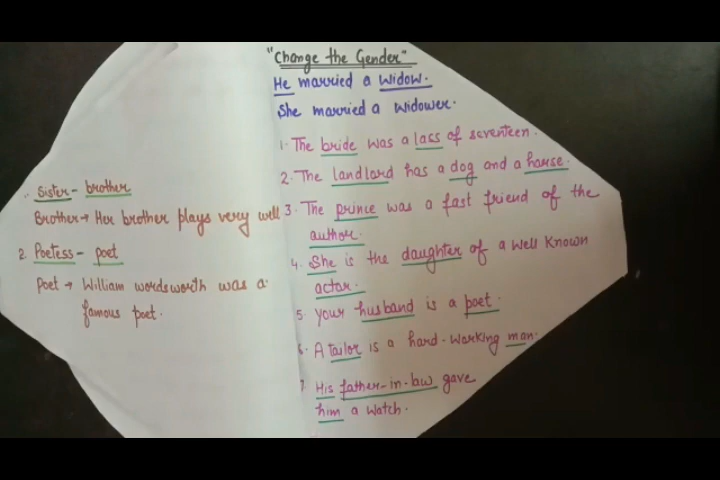 Sister - brother
Brother → Her brother plays very well
2. Poetess - poet
Poet → William wordsworth was a
famous poet.
"Change the Gender"
He married a widow.
She married a widower.
1. The bride was a lass of seventeen.
2. The landlord has a dog and a horse.
3. The prince was a fast friend of the
author.
4. She is the daughter of a well known
actor.
5. Your husband is a poet.
6. A tailor is a hard-working man.
7. His father-in-law gave
him a watch.